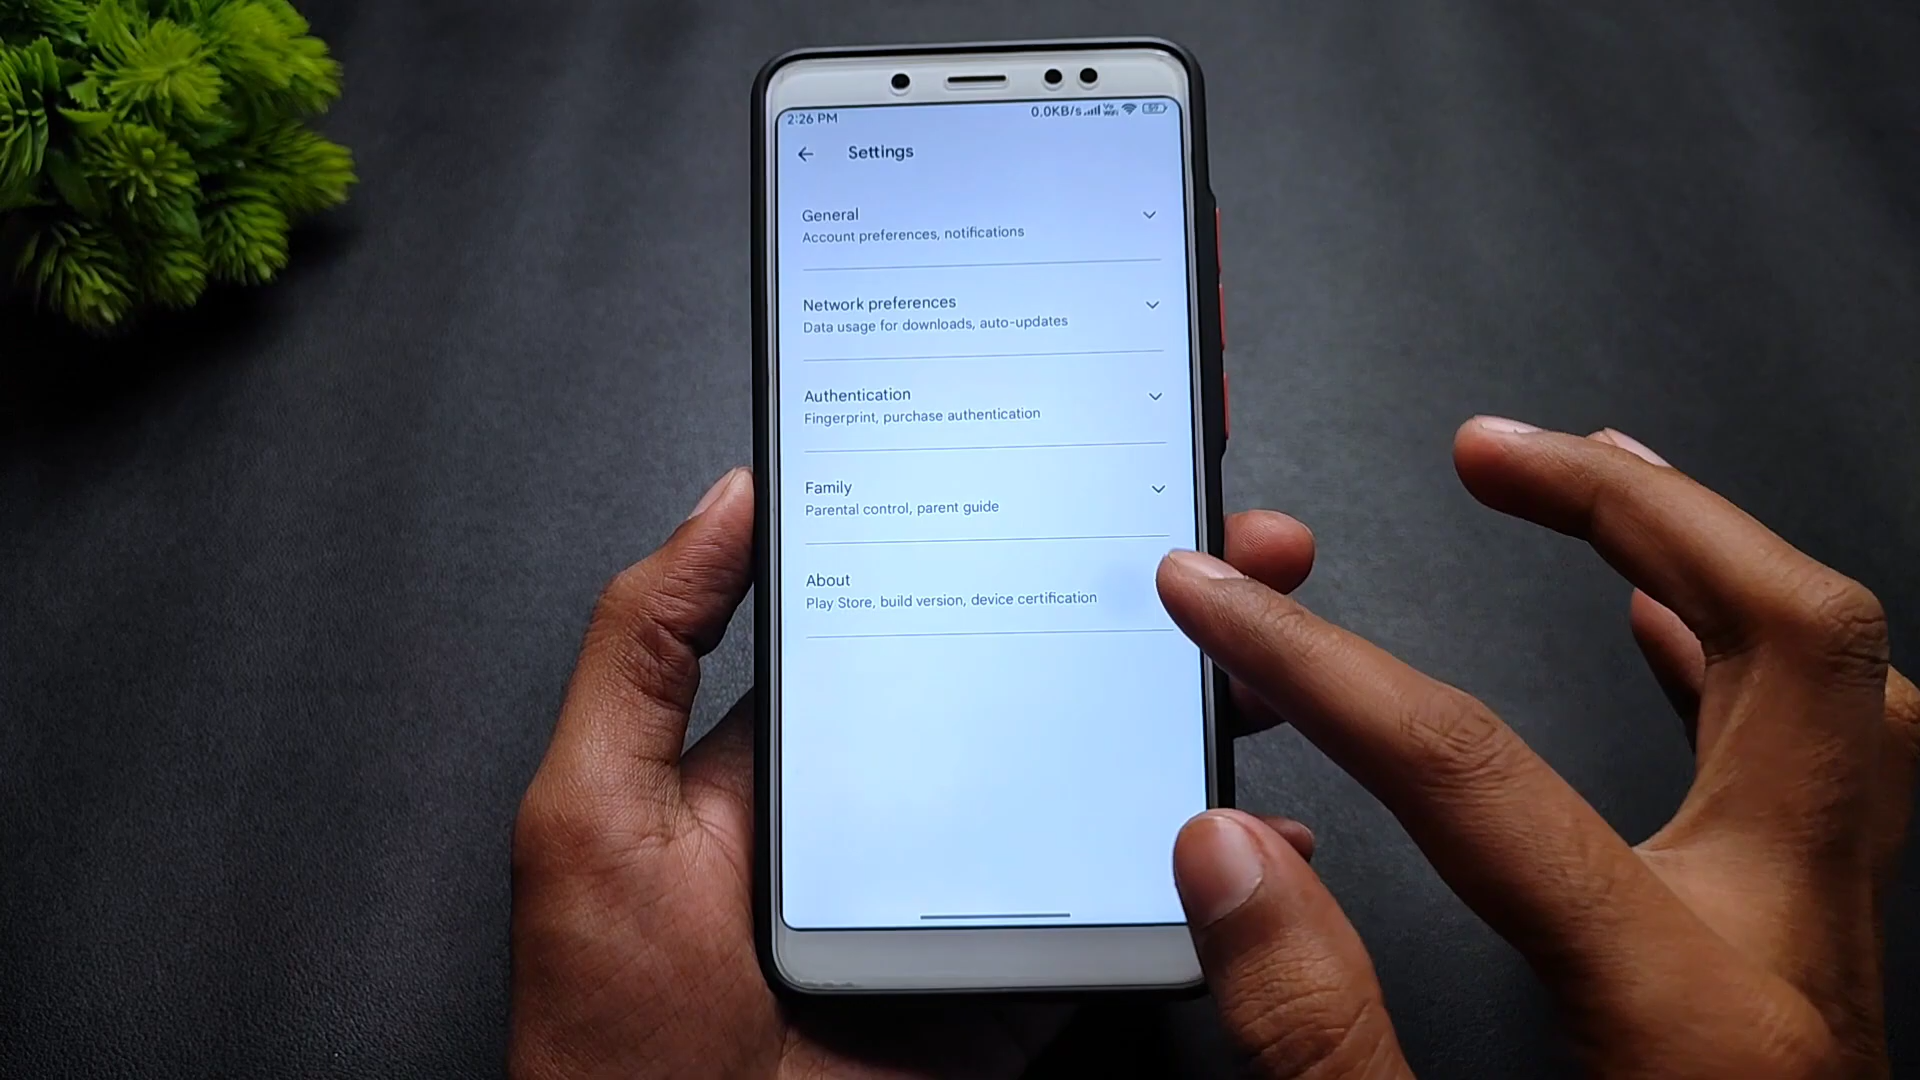 2:26 PM
0.0KB/s
Settings
General
Account preferences, notifications
Network preferences
Data usage for downloads, auto-updates
Authentication
Fingerprint, purchase authentication
Family
Parental control, parent guide
About
Play Store, build version, device certification